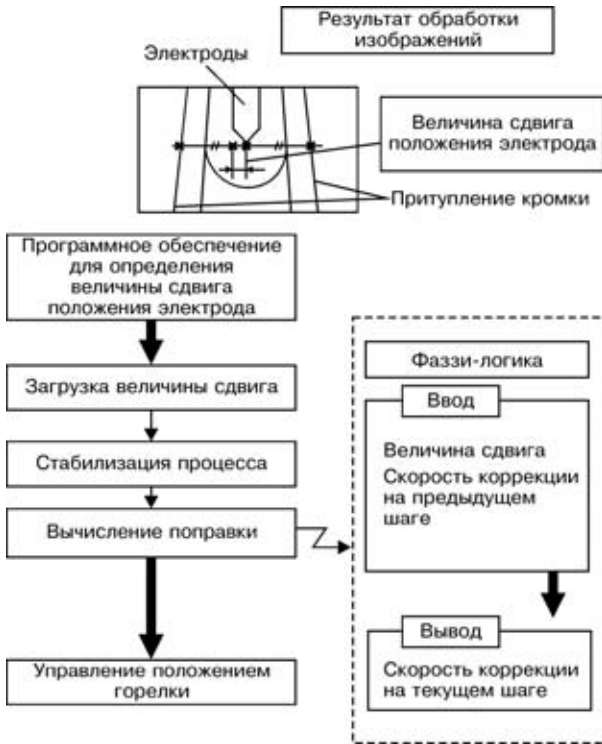 Результат обработки
изображений
Электроды
Величина сдвига
положения электрода
Притупление кромки
Программное обеспечение
для определения
величины сдвига
положения электрода
Загрузка величины сдвига
Стабилизация процесса
Вычисление поправки
Управление положением
горелки
Фаззи-логика
Ввод
Величина сдвига
Скорость коррекции
на предыдущем
шаге
Вывод
Скорость коррекции
на текущем шаге